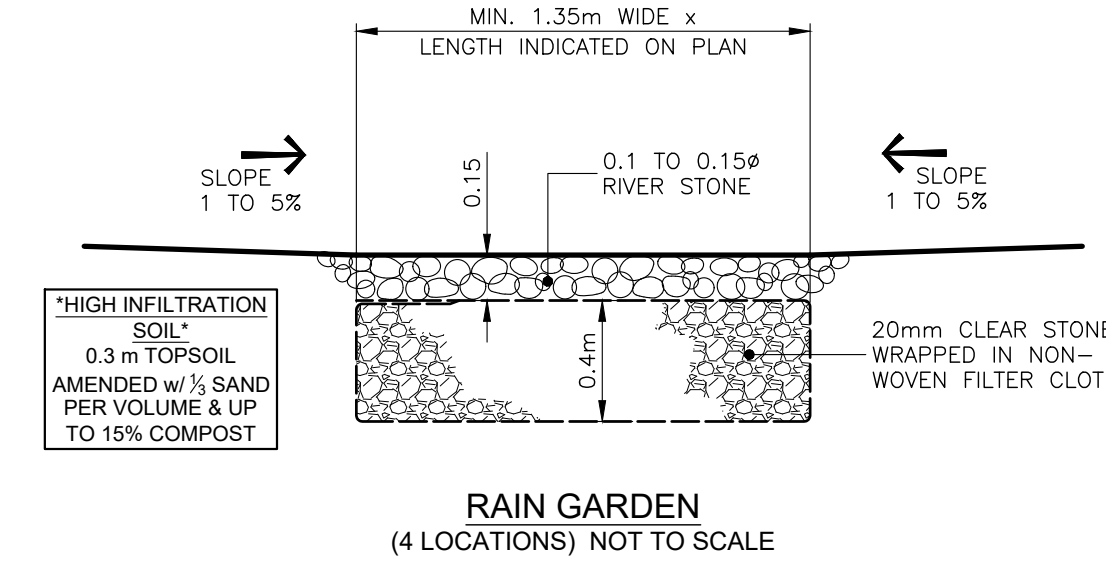 MIN. 1.35m WIDE x
LENGTH INDICATED ON PLAN
SLOPE
1 TO 5%
0.15
0.1 TO 0.15ø
RIVER STONE
SLOPE
1 TO 5%
*HIGH INFILTRATION
SOIL*
0.3 m TOPSOIL
AMENDED w/ ⅓ SAND
PER VOLUME & UP
TO 15% COMPOST
0.4m
20mm CLEAR STONE
WRAPPED IN NON-
WOVEN FILTER CLOT
RAIN GARDEN
(4 LOCATIONS) NOT TO SCALE